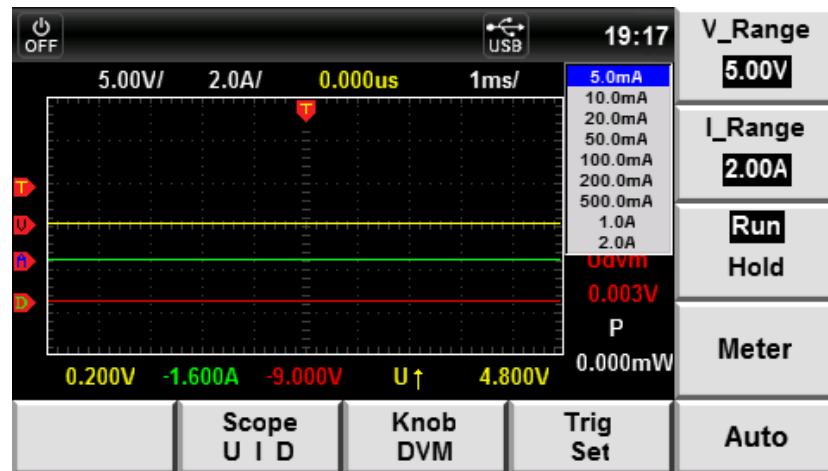 OFF
USB
19:17
5.00V/ 2.0A/ 0.000us 1ms/
5.0mA
10.0mA
20.0mA
50.0mA
100.0mA
200.0mA
500.0mA
1.0A
2.0A
T
T
U
A
D
Udvm
0.003V
P
0.000mW
0.200V -1.600A -9.000V U↑ 4.800V
V_Range
5.00V
I_Range
2.00A
Run
Hold
Meter
Auto
Scope
U I D
Knob
DVM
Trig
Set